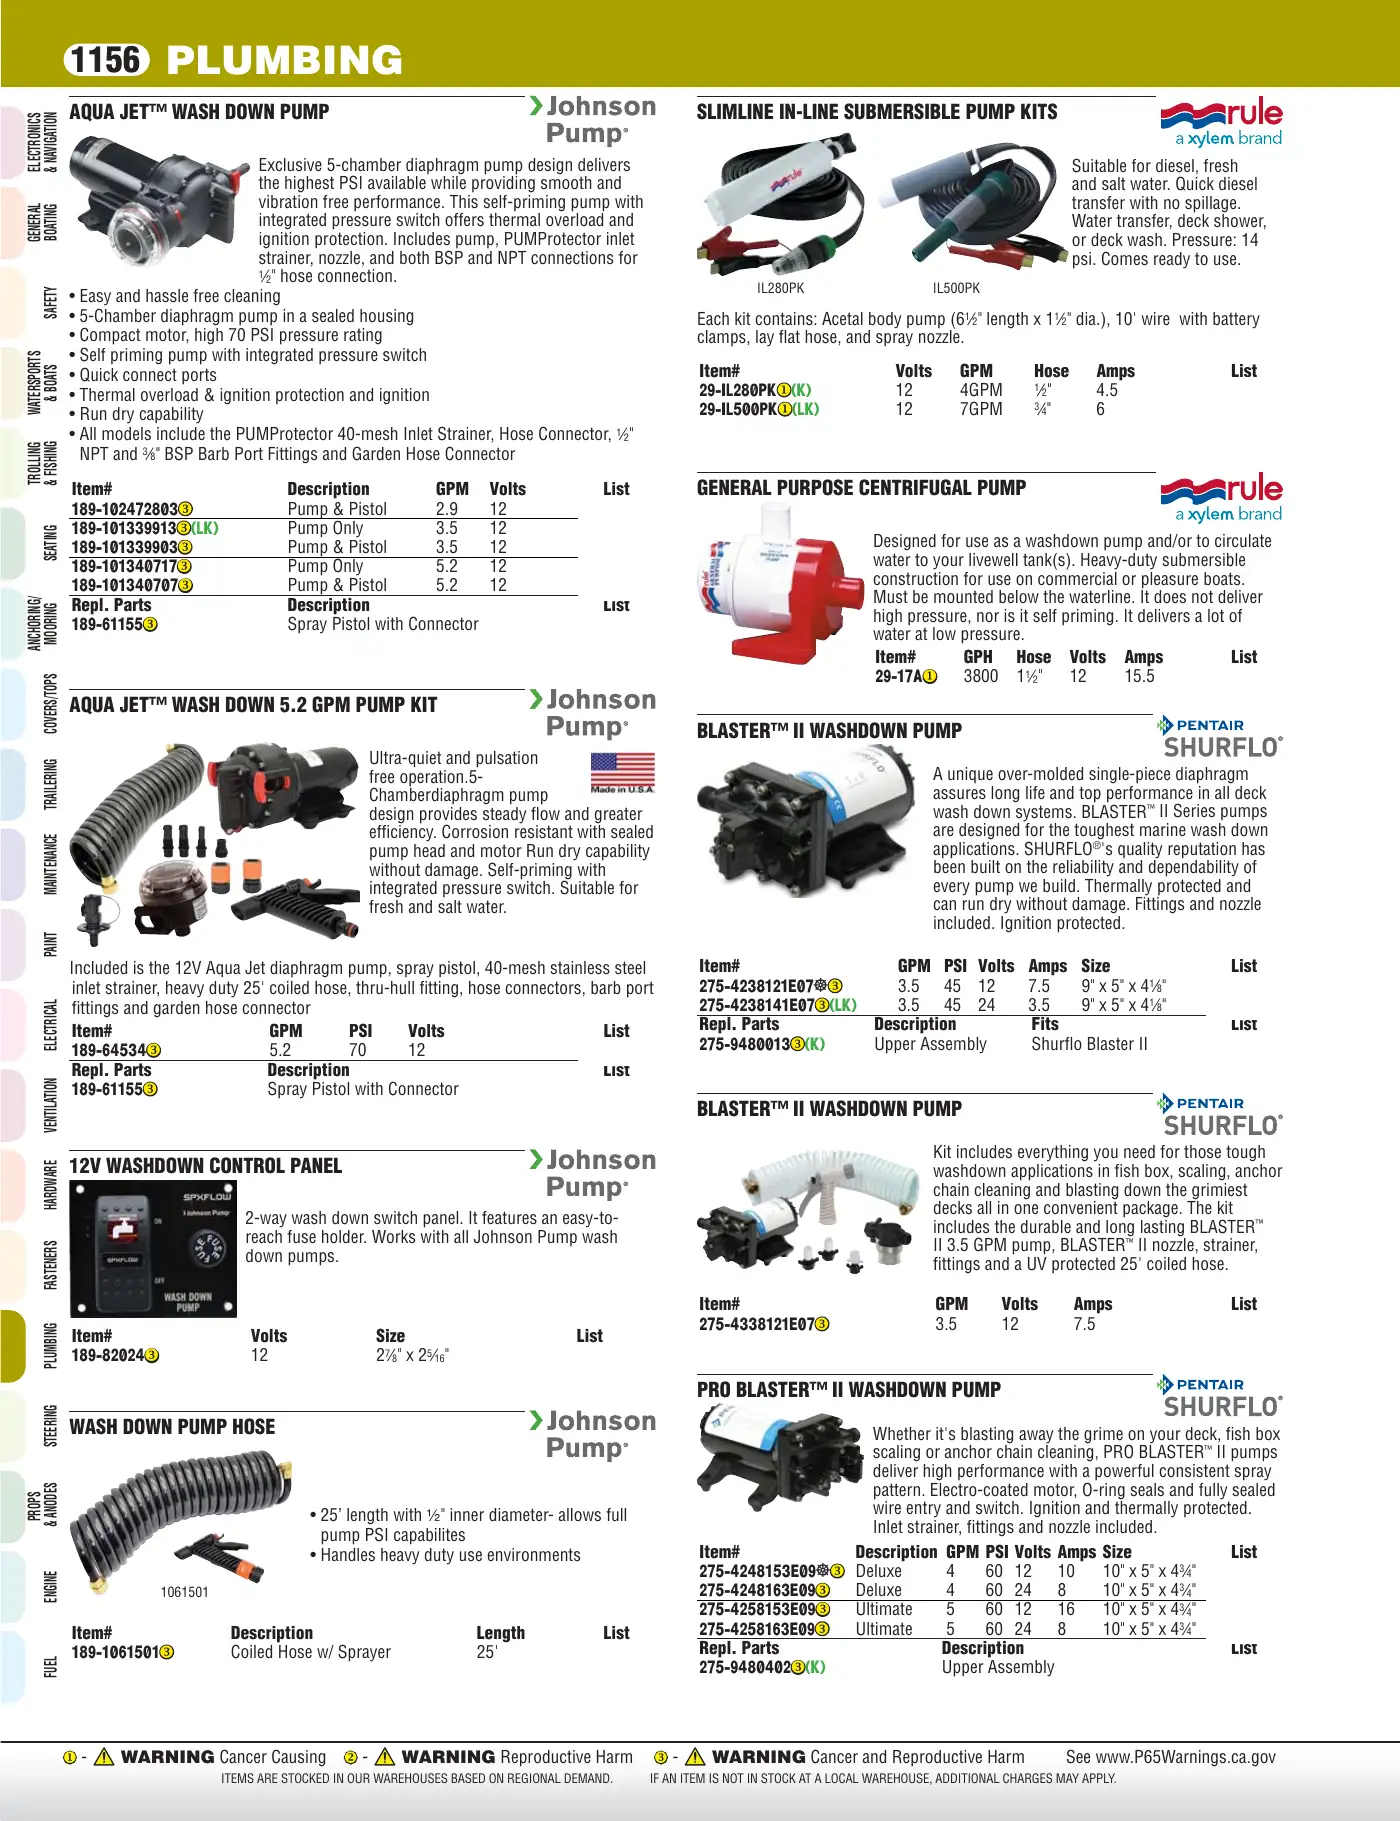 1156 PLUMBING
ELECTRONICS
& NAVIGATION
GENERAL
BOATING
SAFETY
WATERSPORTS
& BOATS
TROLLING
& FISHING
SEATING
ANCHORING/
MOORING
COVERS/TOPS
TRAILERING
MAINTENANCE
PAINT
ELECTRICAL
VENTILATION
HARDWARE
FASTENERS
PLUMBING
STEERING
PROPS
& ANODES
ENGINE
FUEL
AQUA JET™ WASH DOWN PUMP
Johnson
Pump®
Exclusive 5-chamber diaphragm pump design delivers
the highest PSI available while providing smooth and
vibration free performance. This self-priming pump with
integrated pressure switch offers thermal overload and
ignition protection. Includes pump, PUMProtector inlet
strainer, nozzle, and both BSP and NPT connections for
½" hose connection.
• Easy and hassle free cleaning
• 5-Chamber diaphragm pump in a sealed housing
• Compact motor, high 70 PSI pressure rating
• Self priming pump with integrated pressure switch
• Quick connect ports
• Thermal overload & ignition protection and ignition
• Run dry capability
• All models include the PUMProtector 40-mesh Inlet Strainer, Hose Connector, ½"
NPT and ⅜" BSP Barb Port Fittings and Garden Hose Connector
Item# Description GPM Volts List
189-102472803③ Pump & Pistol 2.9 12
189-101339913③(LK) Pump Only 3.5 12
189-101339903③ Pump & Pistol 3.5 12
189-101340717③ Pump Only 5.2 12
189-101340707③ Pump & Pistol 5.2 12
Repl. Parts Description List
189-61155③ Spray Pistol with Connector
AQUA JET™ WASH DOWN 5.2 GPM PUMP KIT
Johnson
Pump®
Ultra-quiet and pulsation
free operation.5-
Chamberdiaphragm pump
Made in U.S.A.
design provides steady flow and greater
efficiency. Corrosion resistant with sealed
pump head and motor Run dry capability
without damage. Self-priming with
integrated pressure switch. Suitable for
fresh and salt water.
Included is the 12V Aqua Jet diaphragm pump, spray pistol, 40-mesh stainless steel
inlet strainer, heavy duty 25' coiled hose, thru-hull fitting, hose connectors, barb port
fittings and garden hose connector
Item# GPM PSI Volts List
189-64534③ 5.2 70 12
Repl. Parts Description List
189-61155③ Spray Pistol with Connector
12V WASHDOWN CONTROL PANEL
Johnson
Pump®
SPXFLOW
Johnson Pump
ON
FUSE FUSE
SPXFLOW
OFF
WASH DOWN
PUMP
2-way wash down switch panel. It features an easy-to-
reach fuse holder. Works with all Johnson Pump wash
down pumps.
Item# Volts Size List
189-82024③ 12 2⅞" x 2⁵⁄₁₆"
WASH DOWN PUMP HOSE
Johnson
Pump®
• 25’ length with ½" inner diameter- allows full
pump PSI capabilites
• Handles heavy duty use environments
1061501
Item# Description Length List
189-1061501③ Coiled Hose w/ Sprayer 25'
SLIMLINE IN-LINE SUBMERSIBLE PUMP KITS
rule
a xylem brand
rule
Suitable for diesel, fresh
and salt water. Quick diesel
transfer with no spillage.
Water transfer, deck shower,
or deck wash. Pressure: 14
psi. Comes ready to use.
IL280PK IL500PK
Each kit contains: Acetal body pump (6½" length x 1½" dia.), 10' wire with battery
clamps, lay flat hose, and spray nozzle.
Item# Volts GPM Hose Amps List
29-IL280PK①(K) 12 4GPM ½" 4.5
29-IL500PK①(LK) 12 7GPM ¾" 6
GENERAL PURPOSE CENTRIFUGAL PUMP
rule
a xylem brand
rule
Designed for use as a washdown pump and/or to circulate
water to your livewell tank(s). Heavy-duty submersible
construction for use on commercial or pleasure boats.
Must be mounted below the waterline. It does not deliver
high pressure, nor is it self priming. It delivers a lot of
water at low pressure.
Item# GPH Hose Volts Amps List
29-17A① 3800 1½" 12 15.5
BLASTER™ II WASHDOWN PUMP
PENTAIR
SHURFLO®
SHURFLO
A unique over-molded single-piece diaphragm
assures long life and top performance in all deck
wash down systems. BLASTER™ II Series pumps
are designed for the toughest marine wash down
applications. SHURFLO®'s quality reputation has
been built on the reliability and dependability of
every pump we build. Thermally protected and
can run dry without damage. Fittings and nozzle
included. Ignition protected.
Item# GPM PSI Volts Amps Size List
275-4238121E07☸③ 3.5 45 12 7.5 9" x 5" x 4⅛"
275-4238141E07③(LK) 3.5 45 24 3.5 9" x 5" x 4⅛"
Repl. Parts Description Fits List
275-9480013③(K) Upper Assembly Shurflo Blaster II
BLASTER™ II WASHDOWN PUMP
PENTAIR
SHURFLO®
Kit includes everything you need for those tough
washdown applications in fish box, scaling, anchor
chain cleaning and blasting down the grimiest
decks all in one convenient package. The kit
includes the durable and long lasting BLASTER™
II 3.5 GPM pump, BLASTER™ II nozzle, strainer,
fittings and a UV protected 25' coiled hose.
Item# GPM Volts Amps List
275-4338121E07③ 3.5 12 7.5
PRO BLASTER™ II WASHDOWN PUMP
PENTAIR
SHURFLO®
Whether it's blasting away the grime on your deck, fish box
scaling or anchor chain cleaning, PRO BLASTER™ II pumps
deliver high performance with a powerful consistent spray
pattern. Electro-coated motor, O-ring seals and fully sealed
wire entry and switch. Ignition and thermally protected.
Inlet strainer, fittings and nozzle included.
Item# Description GPM PSI Volts Amps Size List
275-4248153E09☸③ Deluxe 4 60 12 10 10" x 5" x 4¾"
275-4248163E09③ Deluxe 4 60 24 8 10" x 5" x 4¾"
275-4258153E09③ Ultimate 5 60 12 16 10" x 5" x 4¾"
275-4258163E09③ Ultimate 5 60 24 8 10" x 5" x 4¾"
Repl. Parts Description List
275-9480402③(K) Upper Assembly
① - ⚠ WARNING Cancer Causing ② - ⚠ WARNING Reproductive Harm ③ - ⚠ WARNING Cancer and Reproductive Harm See www.P65Warnings.ca.gov
ITEMS ARE STOCKED IN OUR WAREHOUSES BASED ON REGIONAL DEMAND. IF AN ITEM IS NOT IN STOCK AT A LOCAL WAREHOUSE, ADDITIONAL CHARGES MAY APPLY.